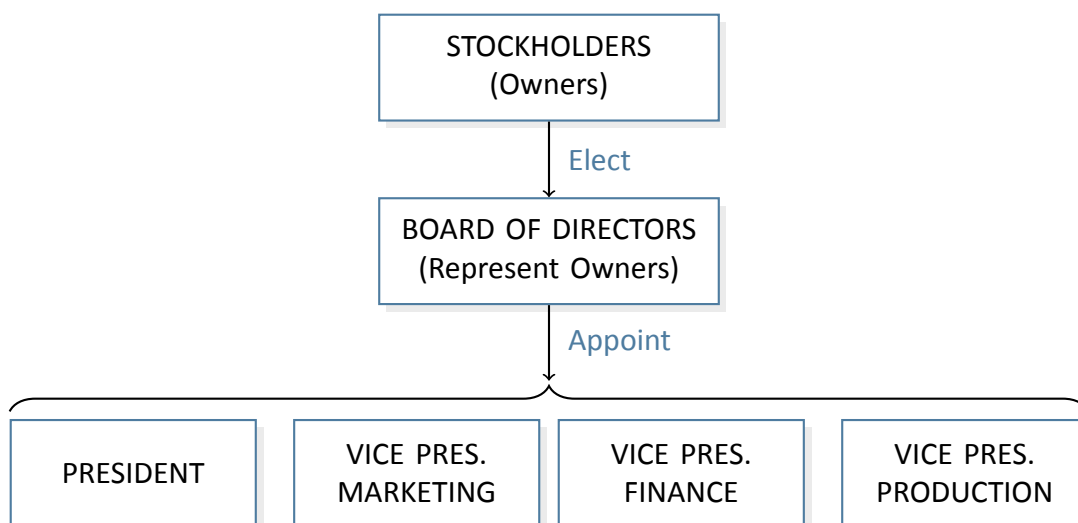 STOCKHOLDERS
(Owners)
Elect
BOARD OF DIRECTORS
(Represent Owners)
Appoint
PRESIDENT
VICE PRES.
MARKETING
VICE PRES.
FINANCE
VICE PRES.
PRODUCTION